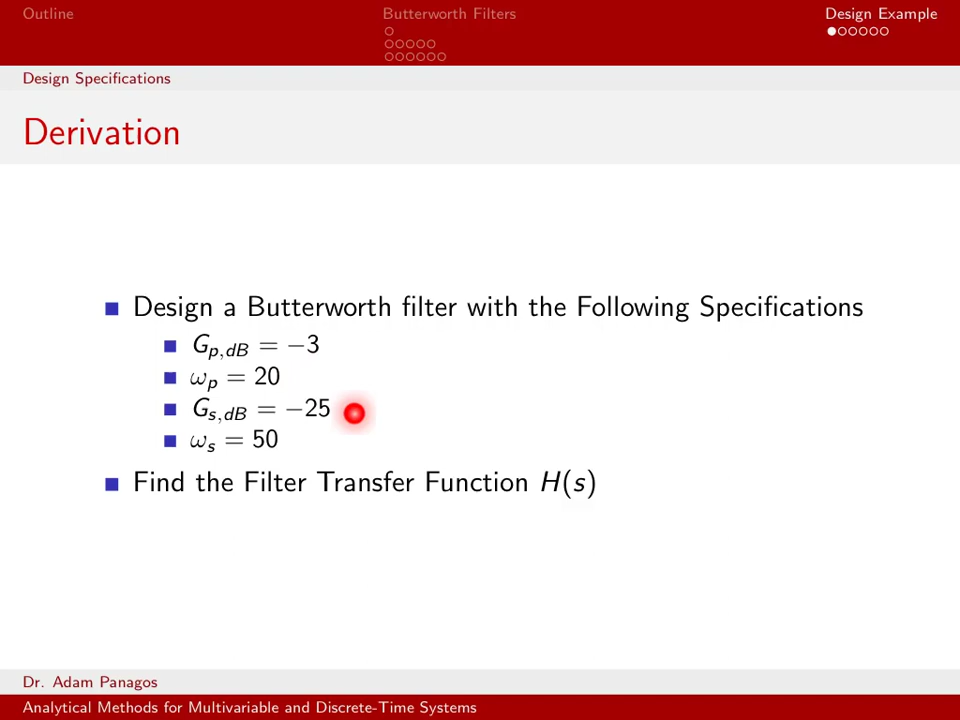 Outline
Butterworth Filters
Design Example
Design Specifications
Derivation
Design a Butterworth filter with the Following Specifications
G_{p,dB} = −3
ω_p = 20
G_{s,dB} = −25
ω_s = 50
Find the Filter Transfer Function H(s)
Dr. Adam Panagos
Analytical Methods for Multivariable and Discrete-Time Systems